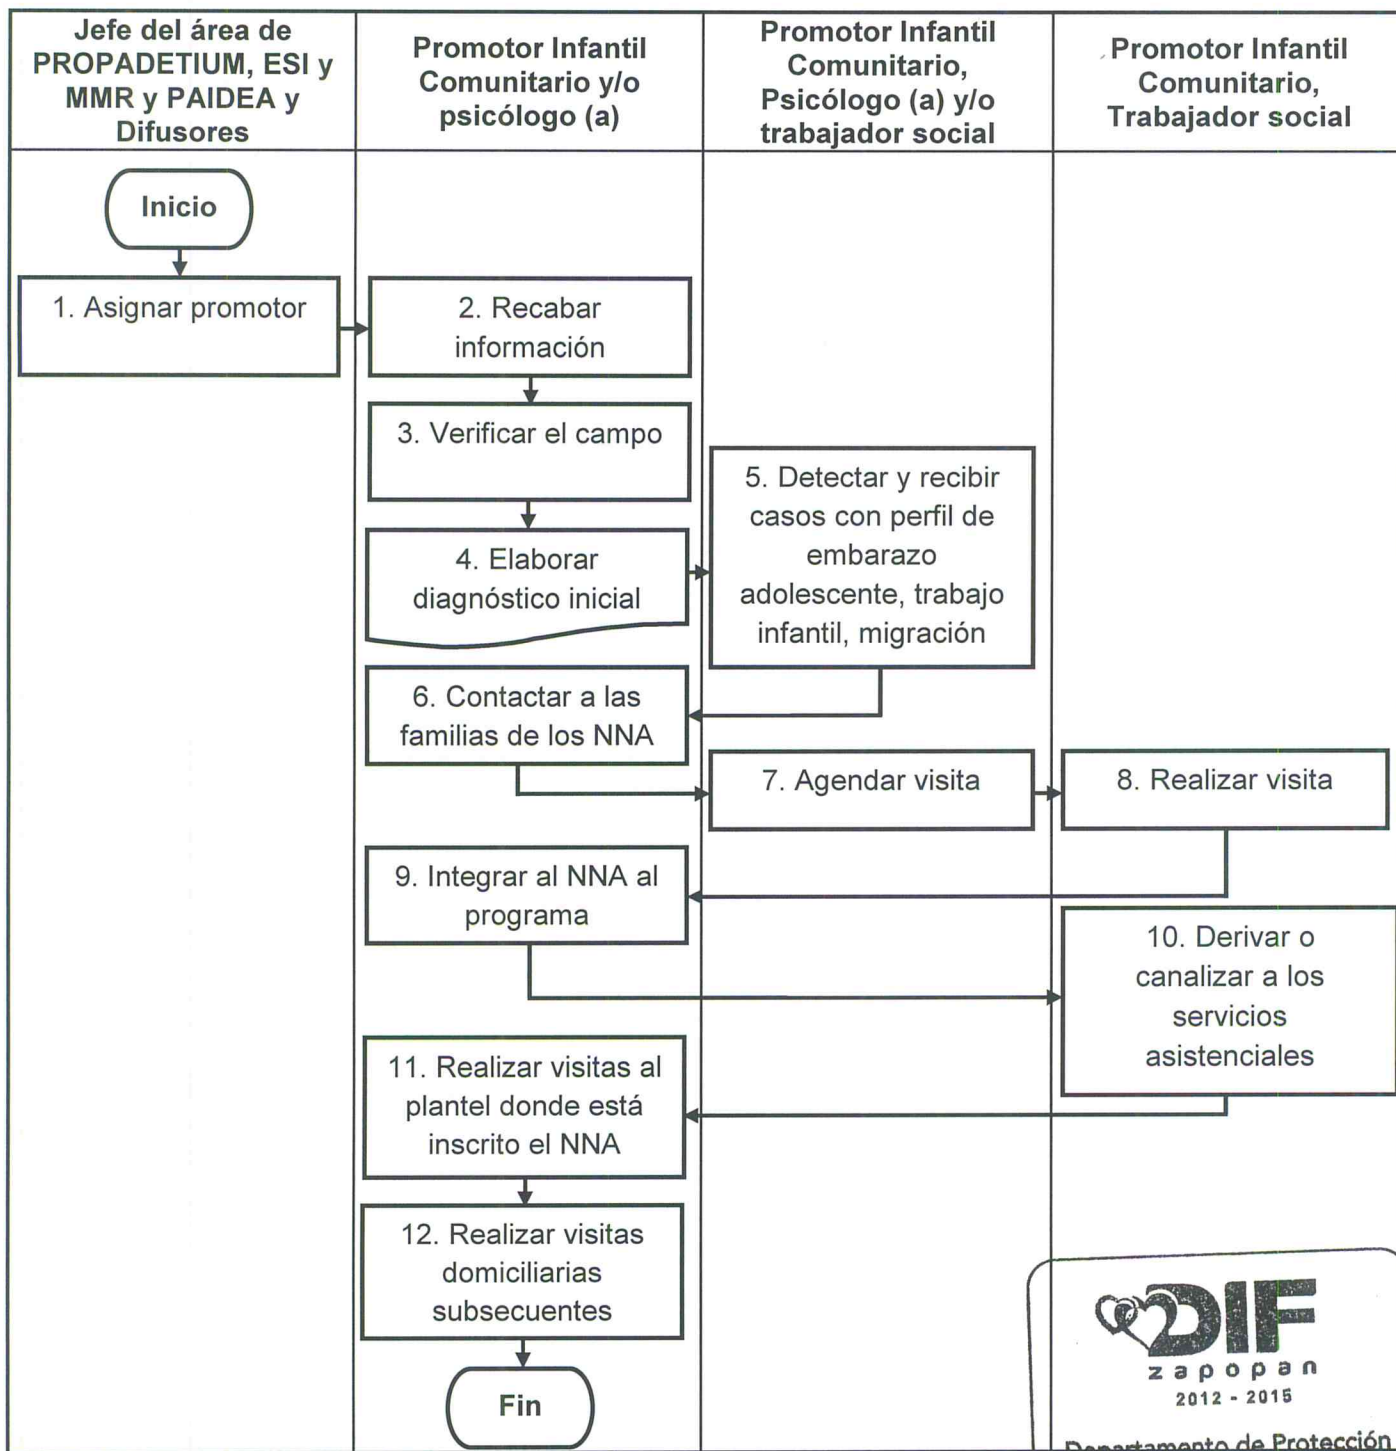 Jefe del área de
PROPADETIUM, ESI y
MMR y PAIDEA y
Difusores
Promotor Infantil
Comunitario y/o
psicólogo (a)
Promotor Infantil
Comunitario,
Psicólogo (a) y/o
trabajador social
Promotor Infantil
Comunitario,
Trabajador social
Inicio
1. Asignar promotor
2. Recabar
información
3. Verificar el campo
4. Elaborar
diagnóstico inicial
5. Detectar y recibir
casos con perfil de
embarazo
adolescente, trabajo
infantil, migración
6. Contactar a las
familias de los NNA
7. Agendar visita
8. Realizar visita
9. Integrar al NNA al
programa
10. Derivar o
canalizar a los
servicios
asistenciales
11. Realizar visitas al
plantel donde está
inscrito el NNA
12. Realizar visitas
domiciliarias
subsecuentes
Fin
DIF
zapopan
2012 - 2015
Departamento de Protección